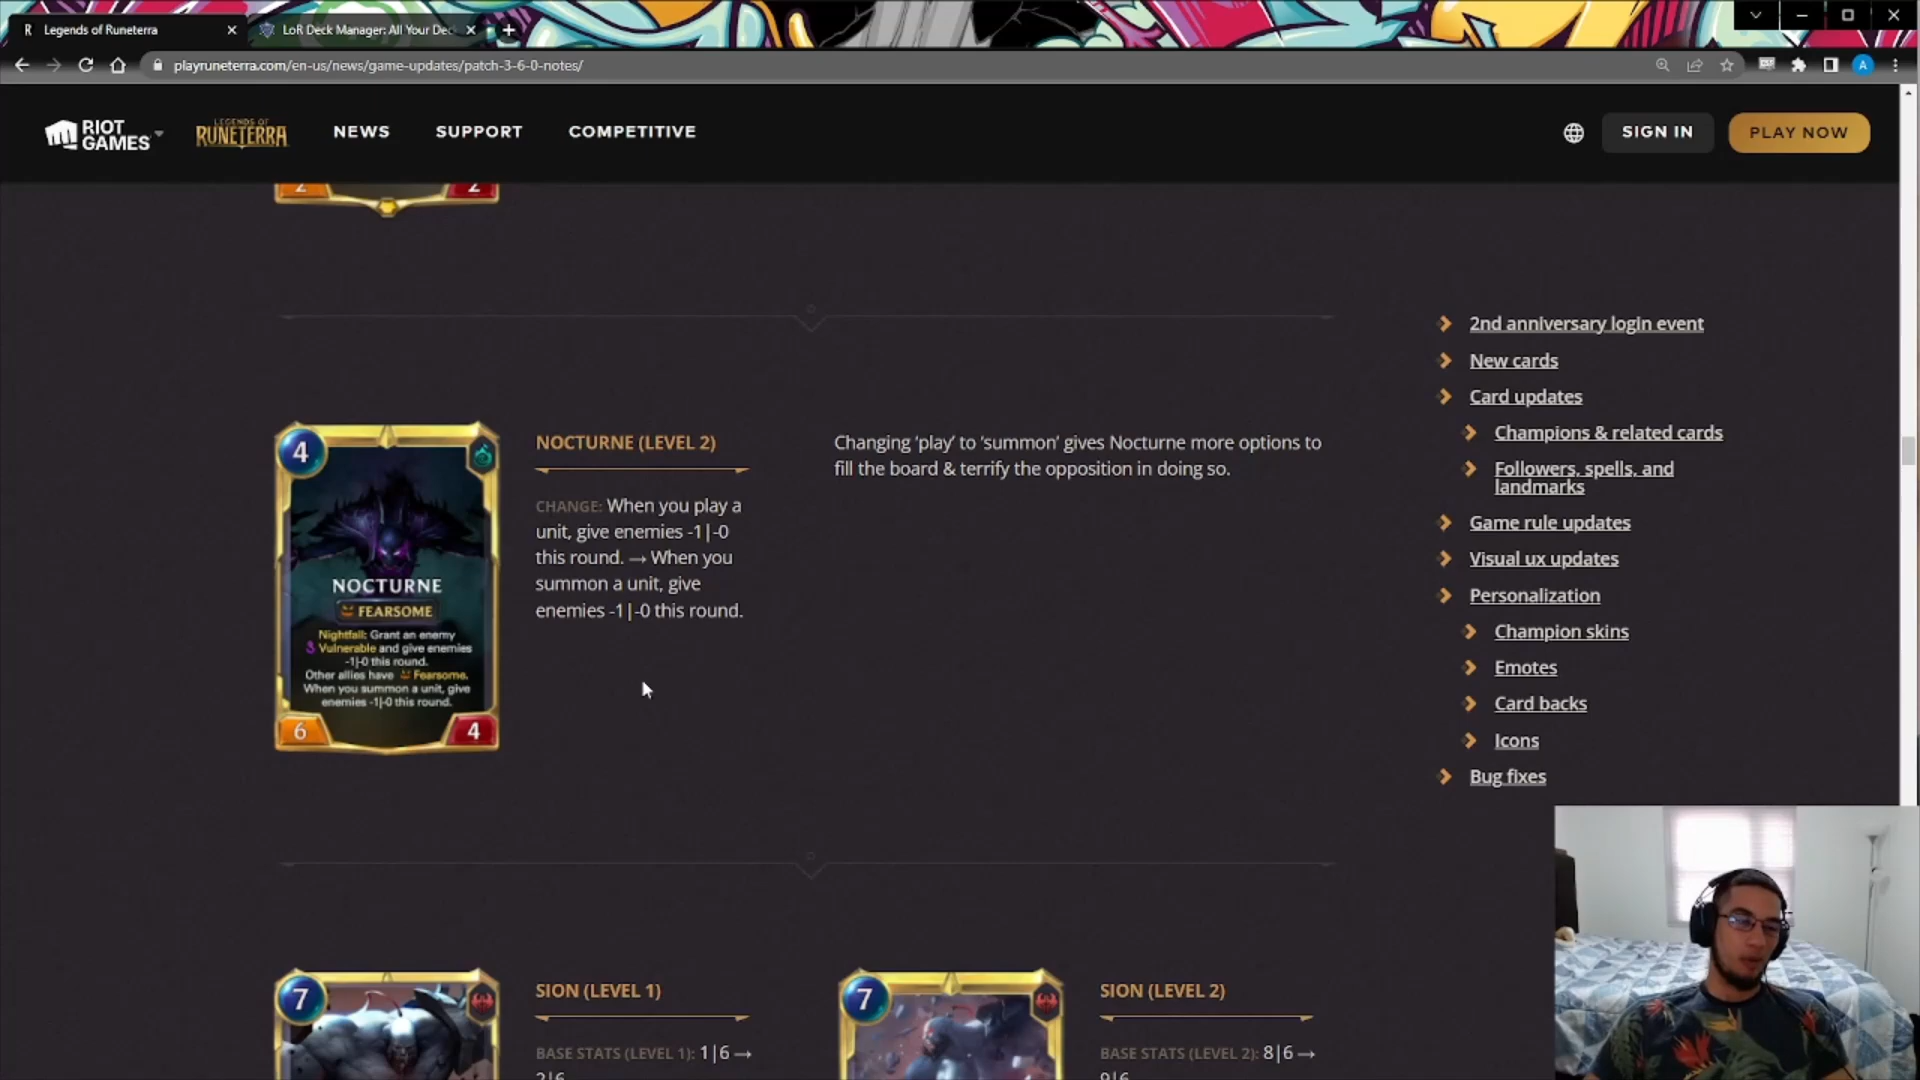 Legends of Runeterra
LoR Deck Manager: All Your Dec
playruneterra.com/en-us/news/game-updates/patch-3-6-0-notes/
A
RIOT GAMES
LEGENDS OF RUNETERRA
NEWS
SUPPORT
COMPETITIVE
SIGN IN
PLAY NOW
2
2
4
NOCTURNE
FEARSOME
Nightfall: Grant an enemy
Vulnerable and give enemies
-1|-0 this round.
Other allies have Fearsome.
When you summon a unit, give
enemies -1|-0 this round.
6
4
NOCTURNE (LEVEL 2)
CHANGE: When you play a
unit, give enemies -1|-0
this round. → When you
summon a unit, give
enemies -1|-0 this round.
Changing ‘play’ to ‘summon’ gives Nocturne more options to
fill the board & terrify the opposition in doing so.
2nd anniversary login event
New cards
Card updates
Champions & related cards
Followers, spells, and
landmarks
Game rule updates
Visual ux updates
Personalization
Champion skins
Emotes
Card backs
Icons
Bug fixes
7
SION (LEVEL 1)
BASE STATS (LEVEL 1): 1|6 →
2|6
7
SION (LEVEL 2)
BASE STATS (LEVEL 2): 8|6 →
9|6